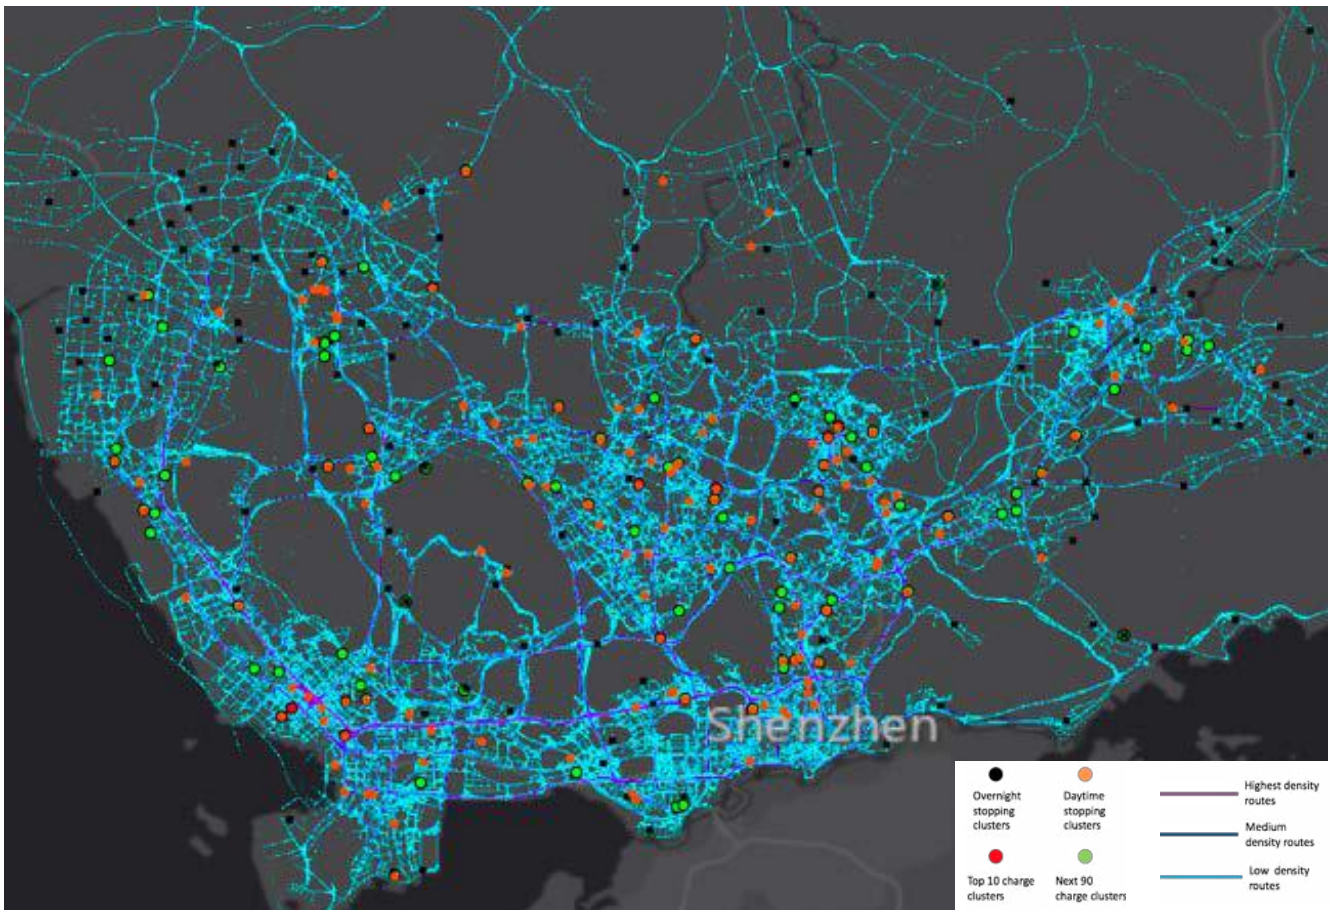 Shenzhen
Overnight
stopping
clusters
Daytime
stopping
clusters
Highest density
routes
Medium
density routes
Top 10 charge
clusters
Next 90
charge clusters
Low density
routes